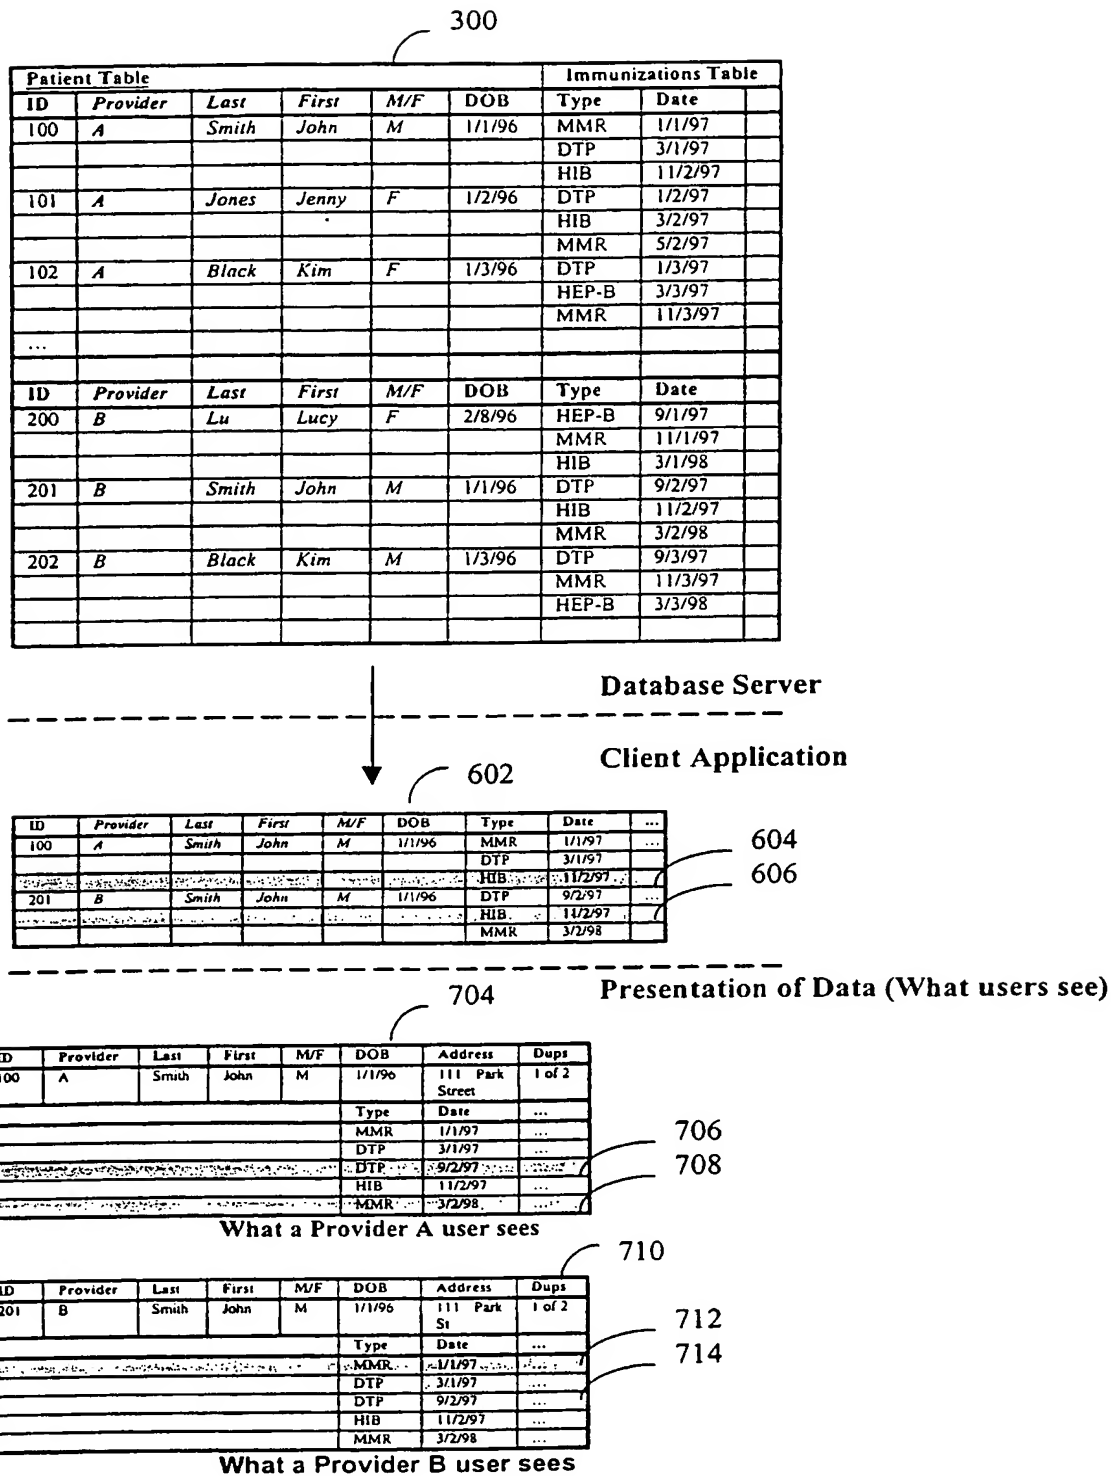 300
Patient Table Immunizations Table
ID Provider Last First M/F DOB Type Date
100 A Smith John M 1/1/96 MMR 1/1/97
DTP 3/1/97
HIB 11/2/97
101 A Jones Jenny F 1/2/96 DTP 1/2/97
HIB 3/2/97
MMR 5/2/97
102 A Black Kim F 1/3/96 DTP 1/3/97
HEP-B 3/3/97
MMR 11/3/97
...
ID Provider Last First M/F DOB Type Date
200 B Lu Lucy F 2/8/96 HEP-B 9/1/97
MMR 11/1/97
HIB 3/1/98
201 B Smith John M 1/1/96 DTP 9/2/97
HIB 11/2/97
MMR 3/2/98
202 B Black Kim M 1/3/96 DTP 9/3/97
MMR 11/3/97
HEP-B 3/3/98
Database Server
Client Application
602
ID Provider Last First M/F DOB Type Date ...
100 A Smith John M 1/1/96 MMR 1/1/97 ...
DTP 3/1/97
HIB 11/2/97 604
201 B Smith John M 1/1/96 DTP 9/2/97 ...
HIB 11/2/97 606
MMR 3/2/98
Presentation of Data (What users see)
704
ID Provider Last First M/F DOB Address Dups
100 A Smith John M 1/1/96 111 Park 1 of 2
Street
Type Date ...
MMR 1/1/97 ...
DTP 3/1/97 ...
DTP 9/2/97 ... 706
HIB 11/2/97 ...
MMR 3/2/98 ... 708
What a Provider A user sees
710
ID Provider Last First M/F DOB Address Dups
201 B Smith John M 1/1/96 111 Park 1 of 2
St
Type Date ...
MMR 1/1/97 ... 712
DTP 3/1/97 ...
DTP 9/2/97 ... 714
HIB 11/2/97 ...
MMR 3/2/98 ...
What a Provider B user sees